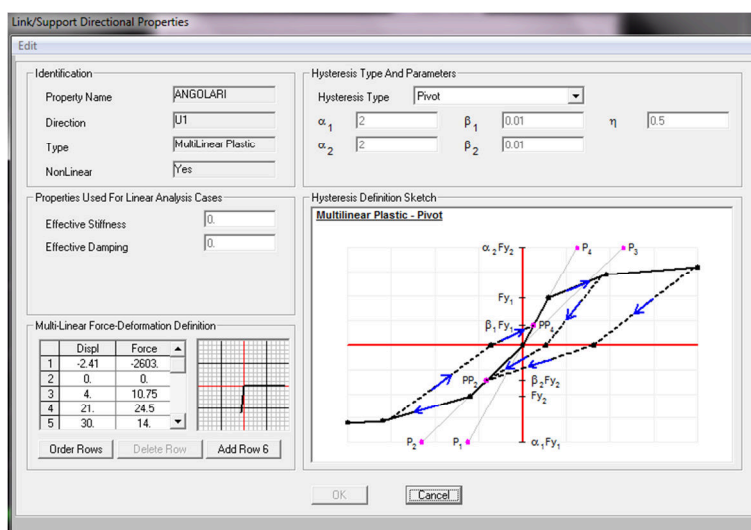 Link/Support Directional Properties
Edit
Identification
Property Name ANGOLARI
Direction U1
Type MultiLinear Plastic
NonLinear Yes
Properties Used For Linear Analysis Cases
Effective Stiffness 0.
Effective Damping 0.
Multi-Linear Force-Deformation Definition
Displ Force
1 -2.41 -2603.
2 0. 0.
3 4. 10.75
4 21. 24.5
5 30. 14.
Order Rows Delete Row Add Row 6
Hysteresis Type And Parameters
Hysteresis Type Pivot
α1 2 β1 0.01 η 0.5
α2 2 β2 0.01
Hysteresis Definition Sketch
Multilinear Plastic - Pivot
α2Fy2 P4 P3
Fy1
β1Fy1 PP4
PP2 β2Fy2
Fy2
P2 P1 α1Fy1
OK Cancel